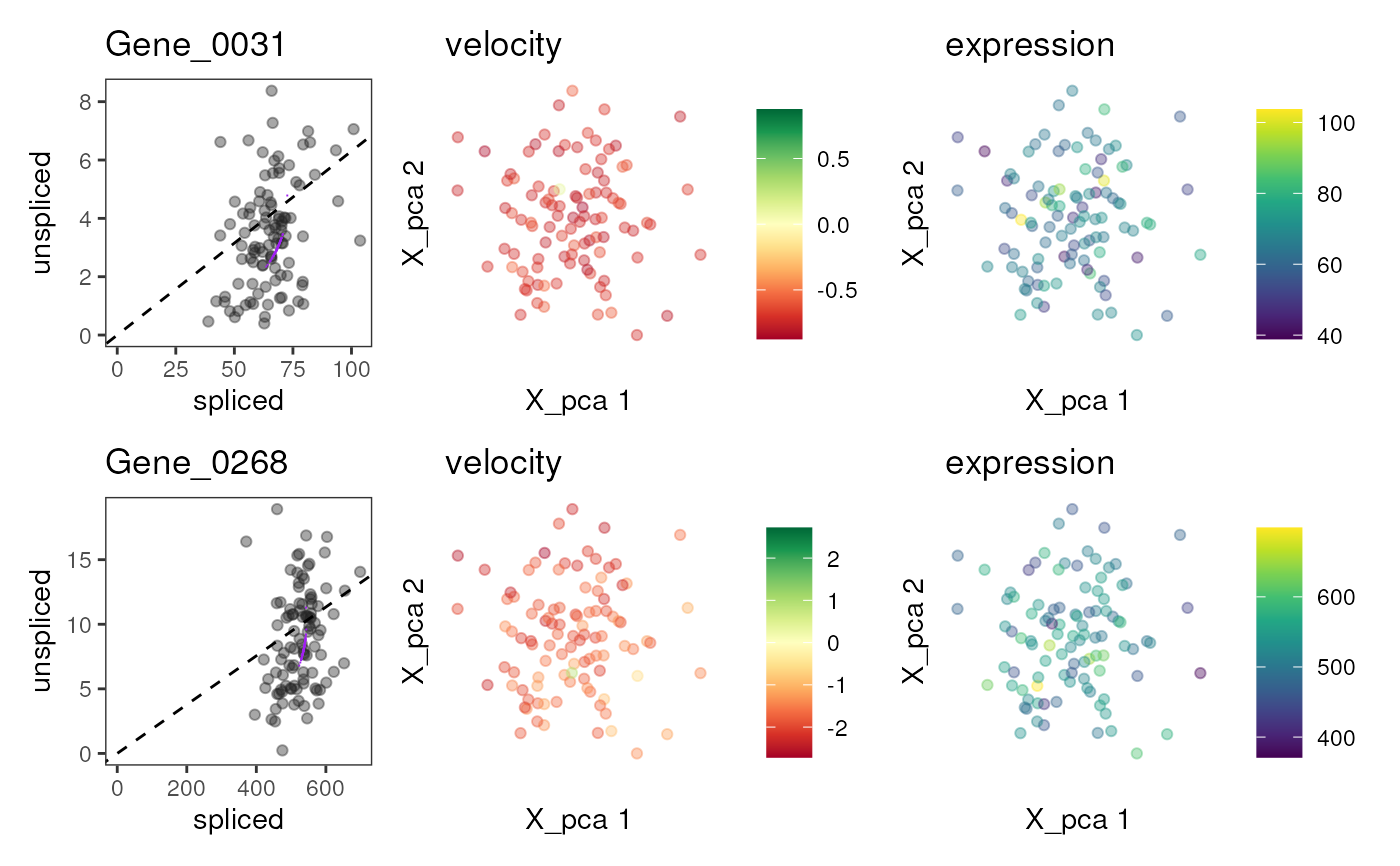 Gene_0031
velocity
expression
8
6
4
2
0
unspliced
0
25
50
75
100
spliced
X_pca 2
X_pca 1
0.5
0.0
-0.5
X_pca 2
X_pca 1
100
80
60
40
Gene_0268
velocity
expression
15
10
5
0
unspliced
0
200
400
600
spliced
X_pca 2
X_pca 1
2
1
0
-1
-2
X_pca 2
X_pca 1
600
500
400